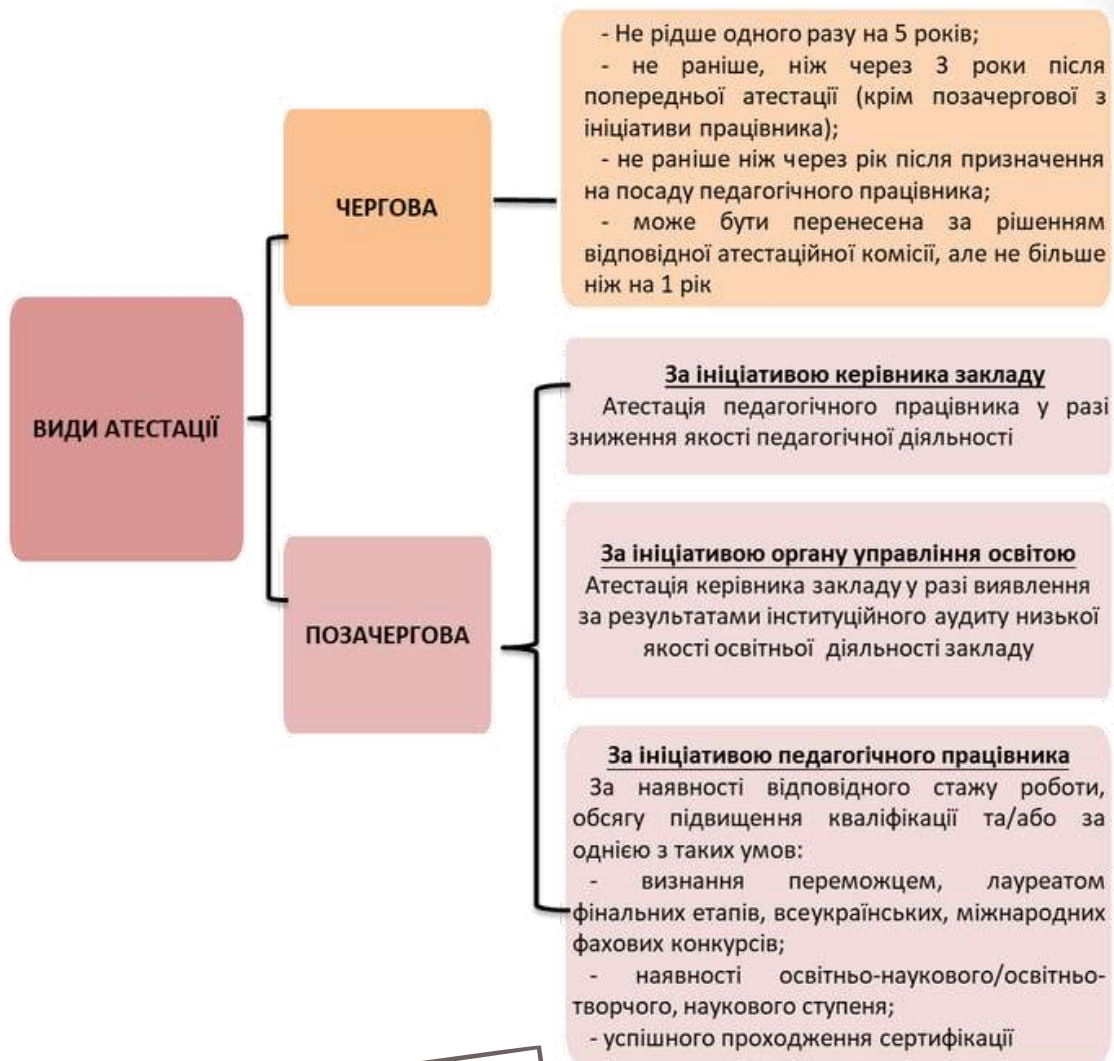 ВИДИ АТЕСТАЦІЇ
ЧЕРГОВА
- Не рідше одного разу на 5 років;
- не раніше, ніж через 3 роки після
попередньої атестації (крім позачергової з
ініціативи працівника);
- не раніше ніж через рік після призначення
на посаду педагогічного працівника;
- може бути перенесена за рішенням
відповідної атестаційної комісії, але не більше
ніж на 1 рік
ПОЗАЧЕРГОВА
За ініціативою керівника закладу
Атестація педагогічного працівника у разі
зниження якості педагогічної діяльності
За ініціативою органу управління освітою
Атестація керівника закладу у разі виявлення
за результатами інституційного аудиту низької
якості освітньої діяльності закладу
За ініціативою педагогічного працівника
За наявності відповідного стажу роботи,
обсягу підвищення кваліфікації та/або за
однією з таких умов:
- визнання переможцем, лауреатом
фінальних етапів, всеукраїнських, міжнародних
фахових конкурсів;
- наявності освітньо-наукового/освітньо-
творчого, наукового ступеня;
- успішного проходження сертифікації